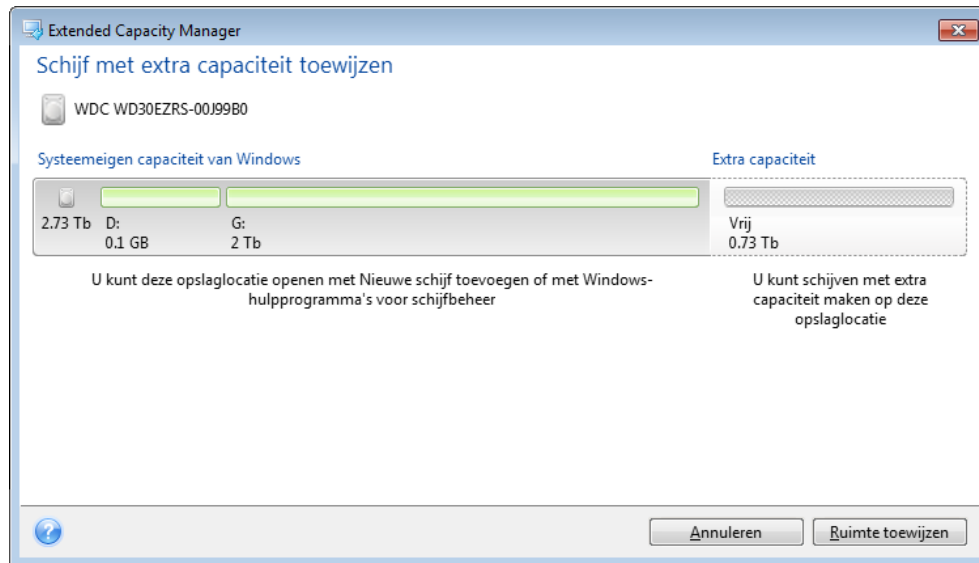 Extended Capacity Manager
Schijf met extra capaciteit toewijzen
WDC WD30EZRS-00J99B0
Systeemeigen capaciteit van Windows
Extra capaciteit
2.73 Tb
D:
0.1 GB
G:
2 Tb
Vrij
0.73 Tb
U kunt deze opslaglocatie openen met Nieuwe schijf toevoegen of met Windows-
hulpprogramma's voor schijfbeheer
U kunt schijven met extra
capaciteit maken op deze
opslaglocatie
?
Annuleren
Ruimte toewijzen